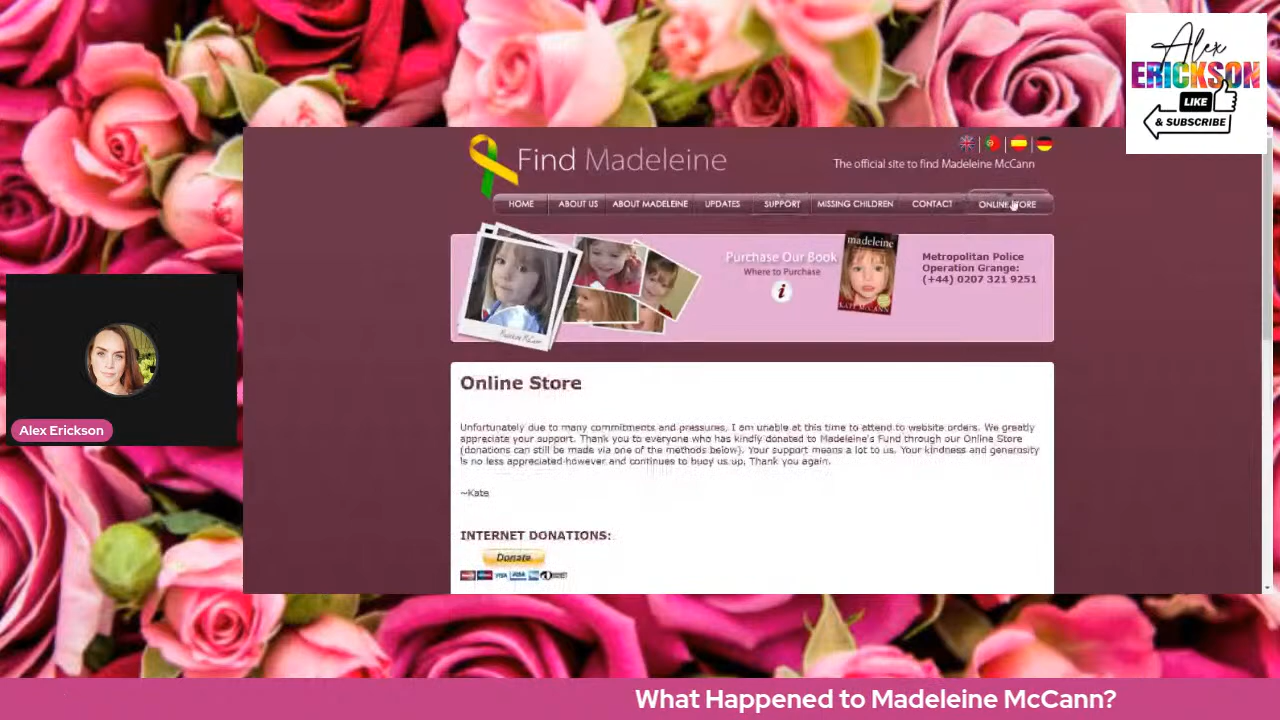 Alex
ERICKSON
LIKE
& SUBSCRIBE
Find Madeleine
The official site to find Madeleine McCann
HOME
ABOUT US
ABOUT MADELEINE
UPDATES
SUPPORT
MISSING CHILDREN
CONTACT
ONLINE STORE
Purchase Our Book
Where to Purchase
i
madeleine
KATE McCANN
Metropolitan Police
Operation Grange:
(+44) 0207 321 9251
Online Store
Unfortunately due to many commitments and pressures, I am unable at this time to attend to website orders. We greatly
appreciate your support. Thank you to everyone who has kindly donated to Madeleine's Fund through our Online Store
(donations can still be made via one of the methods below). Your support means a lot to us. Your kindness and generosity
is no less appreciated however and continues to buoy us up. Thank you again.
~Kate
INTERNET DONATIONS:
Donate
VISA
Alex Erickson
What Happened to Madeleine McCann?